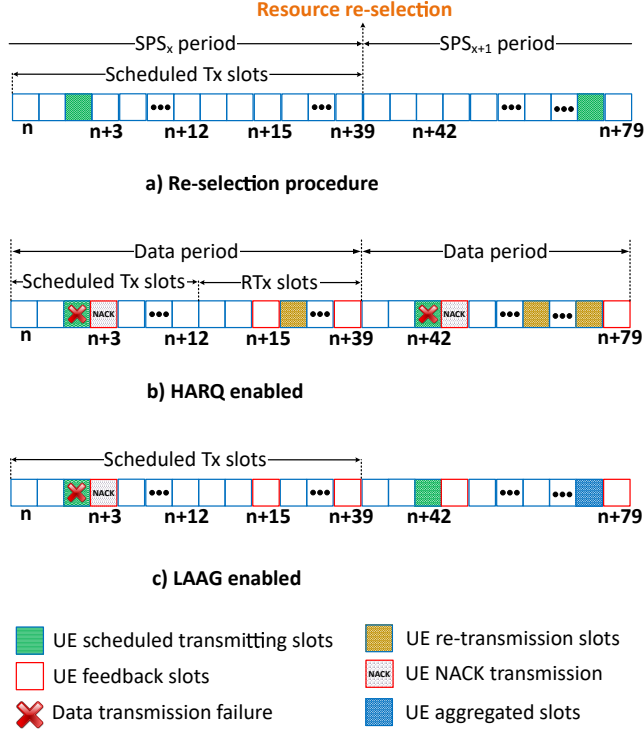 Resource re-selection
SPSx period
SPSx+1 period
Scheduled Tx slots
••• ••• ••• •••
n n+3 n+12 n+15 n+39 n+42 n+79
a) Re-selection procedure
Data period Data period
Scheduled Tx slots RTx slots
NACK ••• ••• NACK ••• •••
n n+3 n+12 n+15 n+39 n+42 n+79
b) HARQ enabled
Scheduled Tx slots
NACK ••• ••• ••• •••
n n+3 n+12 n+15 n+39 n+42 n+79
c) LAAG enabled
UE scheduled transmitting slots
UE re-transmission slots
UE feedback slots
NACK UE NACK transmission
Data transmission failure
UE aggregated slots